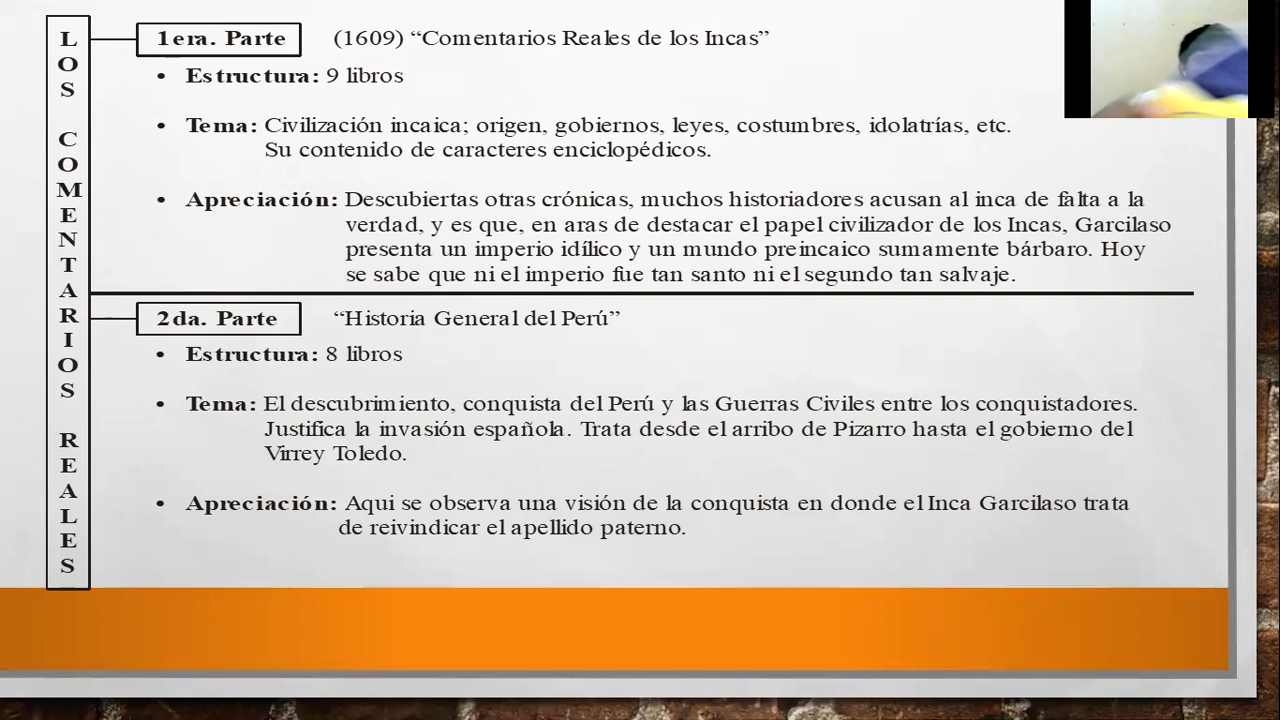 LOS COMENTARIOS REALES
1era. Parte (1609) “Comentarios Reales de los Incas”
• Estructura: 9 libros
• Tema: Civilización incaica; origen, gobiernos, leyes, costumbres, idolatrías, etc.
Su contenido de caracteres enciclopédicos.
• Apreciación: Descubiertas otras crónicas, muchos historiadores acusan al inca de falta a la
verdad, y es que, en aras de destacar el papel civilizador de los Incas, Garcilaso
presenta un imperio idílico y un mundo preincaico sumamente bárbaro. Hoy
se sabe que ni el imperio fue tan santo ni el segundo tan salvaje.
2da. Parte “Historia General del Perú”
• Estructura: 8 libros
• Tema: El descubrimiento, conquista del Perú y las Guerras Civiles entre los conquistadores.
Justifica la invasión española. Trata desde el arribo de Pizarro hasta el gobierno del
Virrey Toledo.
• Apreciación: Aqui se observa una visión de la conquista en donde el Inca Garcilaso trata
de reivindicar el apellido paterno.